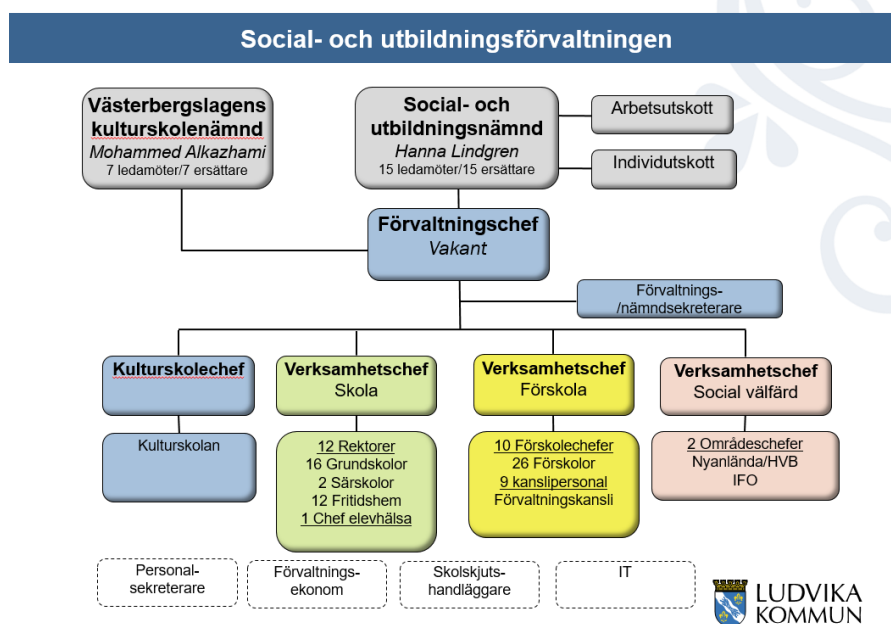 Social- och utbildningsförvaltningen
Västerbergslagens
kulturskolenämnd
Mohammed Alkazhami
7 ledamöter/7 ersättare
Social- och
utbildningsnämnd
Hanna Lindgren
15 ledamöter/15 ersättare
Arbetsutskott
Individutskott
Förvaltningschef
Vakant
Förvaltnings-
/nämndsekreterare
Kulturskolechef
Verksamhetschef
Skola
Verksamhetschef
Förskola
Verksamhetschef
Social välfärd
Kulturskolan
12 Rektorer
16 Grundskolor
2 Särskolor
12 Fritidshem
1 Chef elevhälsa
10 Förskolechefer
26 Förskolor
9 kanslipersonal
Förvaltningskansli
2 Områdeschefer
Nyanlända/HVB
IFO
Personal-
sekreterare
Förvaltnings-
ekonom
Skolskjuts-
handläggare
IT
LUDVIKA
KOMMUN